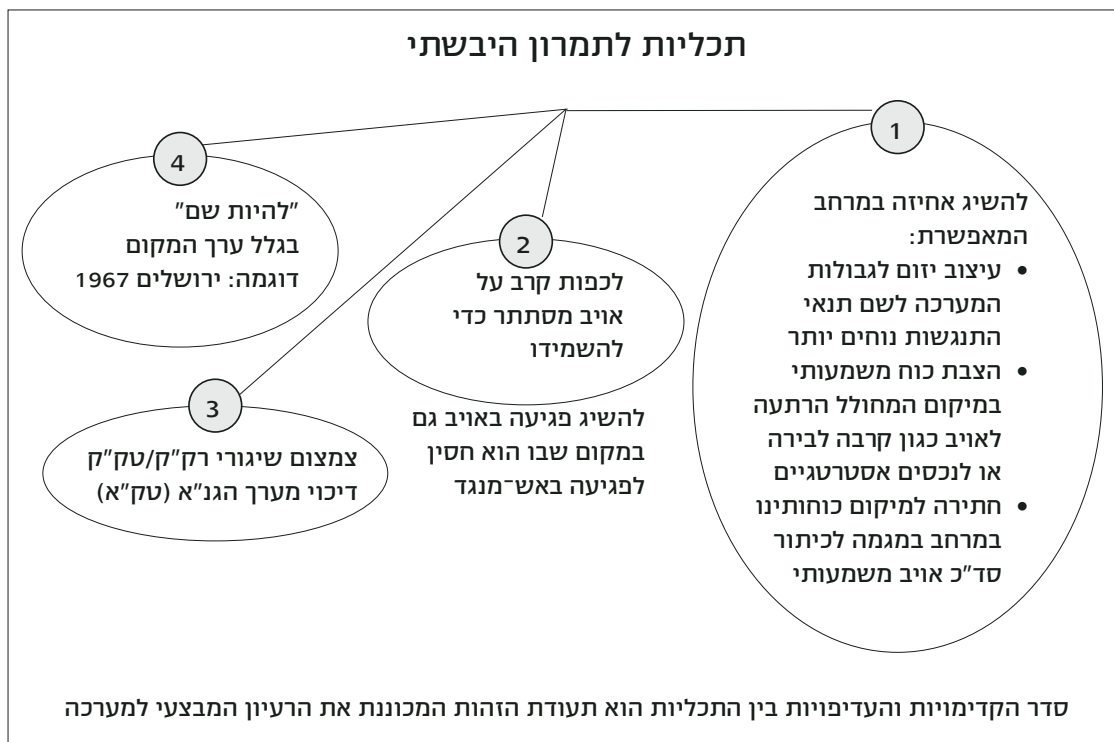 תכליות לתמרון היבשתי
1
להשיג אחיזה במרחב
המאפשרת:
• עיצוב יזום לגבולות
המערכה לשם תנאי
התנגשות נוחים יותר
• הצבת כוח משמעותי
במיקום המחולל הרתעה
לאויב כגון קרבה לבירה
או לנכסים אסטרטגיים
• חתירה למיקום כוחותינו
במרחב במגמה לכיתור
סד"כ אויב משמעותי
2
לכפות קרב על
אויב מסתתר כדי
להשמידו
להשיג פגיעה באויב גם
במקום שבו הוא חסין
לפגיעה באש־מנגד
3
צמצום שיגורי רק"ק/טק"ק
דיכוי מערך הגנ"א (טק"א)
4
"להיות שם"
בגלל ערך המקום
דוגמה: ירושלים 1967
סדר הקדימויות והעדיפויות בין התכליות הוא תעודת הזהות המכוננת את הרעיון המבצעי למערכה